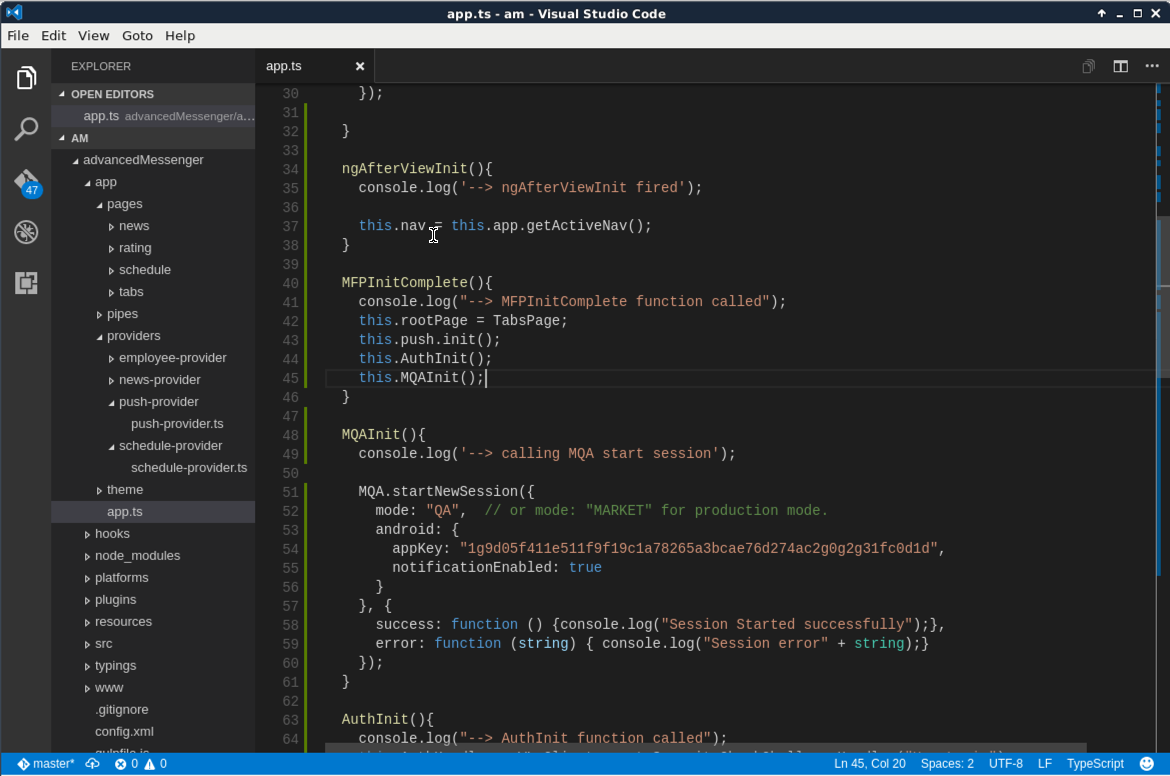 app.ts - am - Visual Studio Code
File Edit View Goto Help
EXPLORER
OPEN EDITORS
app.ts advancedMessenger/a...
AM
advancedMessenger
app
pages
news
rating
schedule
tabs
pipes
providers
employee-provider
news-provider
push-provider
push-provider.ts
schedule-provider
schedule-provider.ts
theme
app.ts
hooks
node_modules
platforms
plugins
resources
src
typings
www
.gitignore
config.xml
47
app.ts
30 });
31
32 }
33
34 ngAfterViewInit(){
35 console.log('--> ngAfterViewInit fired');
36
37 this.nav = this.app.getActiveNav();
38 }
39
40 MFPInitComplete(){
41 console.log("--> MFPInitComplete function called");
42 this.rootPage = TabsPage;
43 this.push.init();
44 this.AuthInit();
45 this.MQAInit();
46 }
47
48 MQAInit(){
49 console.log('--> calling MQA start session');
50
51 MQA.startNewSession({
52 mode: "QA",  // or mode: "MARKET" for production mode.
53 android: {
54 appKey: "1g9d05f411e511f9f19c1a78265a3bcae76d274ac2g0g2g31fc0d1d",
55 notificationEnabled: true
56 }
57 }, {
58 success: function () {console.log("Session Started successfully");},
59 error: function (string) { console.log("Session error" + string);}
60 });
61 }
62
63 AuthInit(){
64 console.log("--> AuthInit function called");
master* 0 0 Ln 45, Col 20 Spaces: 2 UTF-8 LF TypeScript